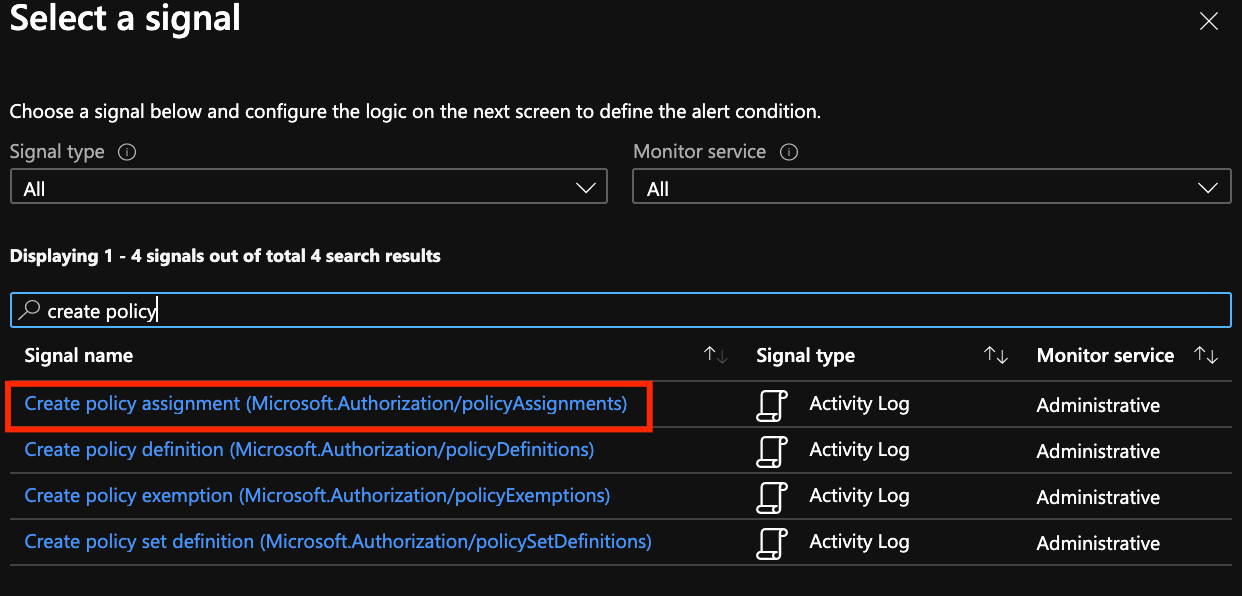 Select a signal
Choose a signal below and configure the logic on the next screen to define the alert condition.
Signal type Monitor service
All All
Displaying 1 - 4 signals out of total 4 search results
create policy
Signal name Signal type Monitor service
Create policy assignment (Microsoft.Authorization/policyAssignments) Activity Log Administrative
Create policy definition (Microsoft.Authorization/policyDefinitions) Activity Log Administrative
Create policy exemption (Microsoft.Authorization/policyExemptions) Activity Log Administrative
Create policy set definition (Microsoft.Authorization/policySetDefinitions) Activity Log Administrative